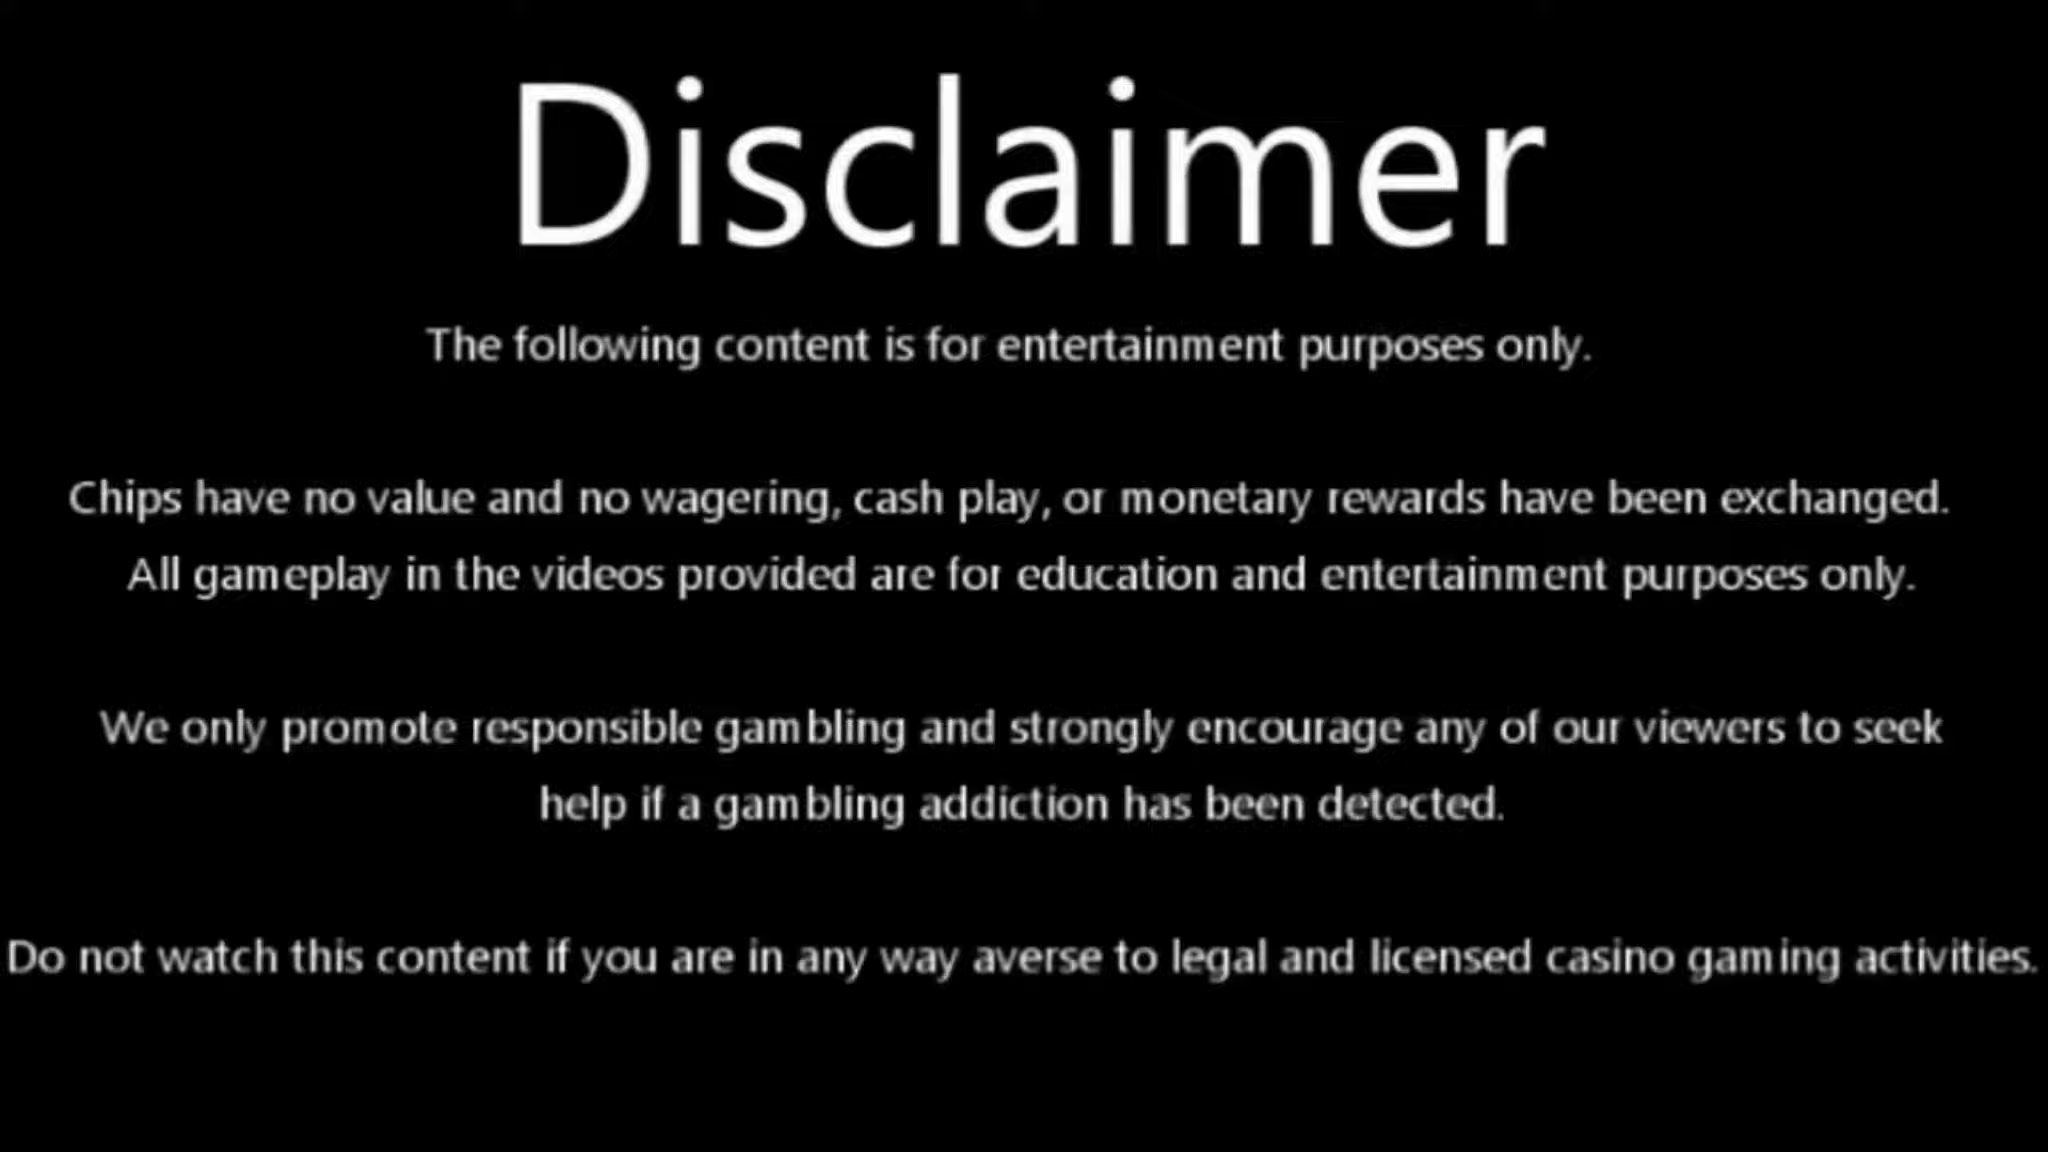 Disclaimer
The following content is for entertainment purposes only.
Chips have no value and no wagering, cash play, or monetary rewards have been exchanged.
All gameplay in the videos provided are for education and entertainment purposes only.
We only promote responsible gambling and strongly encourage any of our viewers to seek
help if a gambling addiction has been detected.
Do not watch this content if you are in any way averse to legal and licensed casino gaming activities.